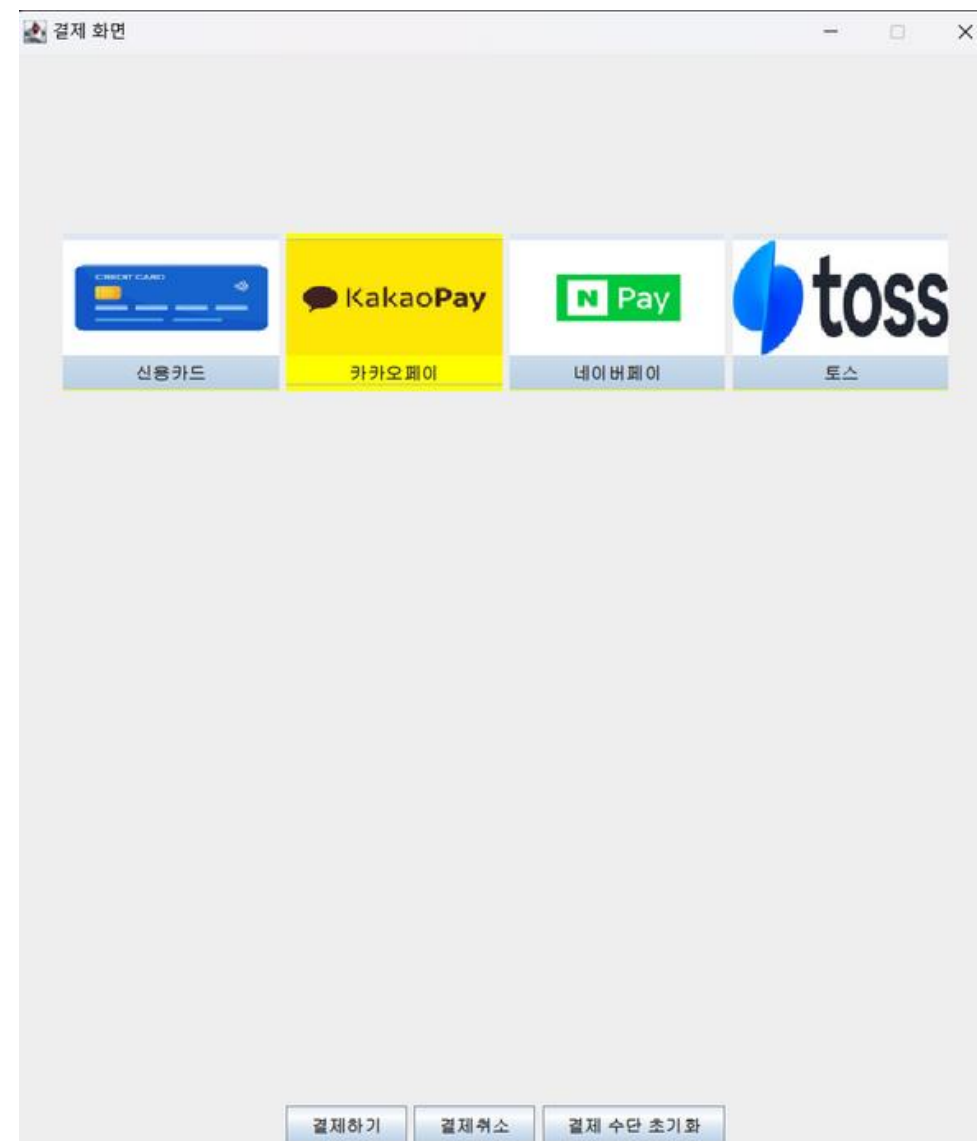 결제 화면
CREDIT CARD
KakaoPay
N Pay
toss
신용카드 카카오페이 네이버페이 토스
결제하기 결제취소 결제 수단 초기화